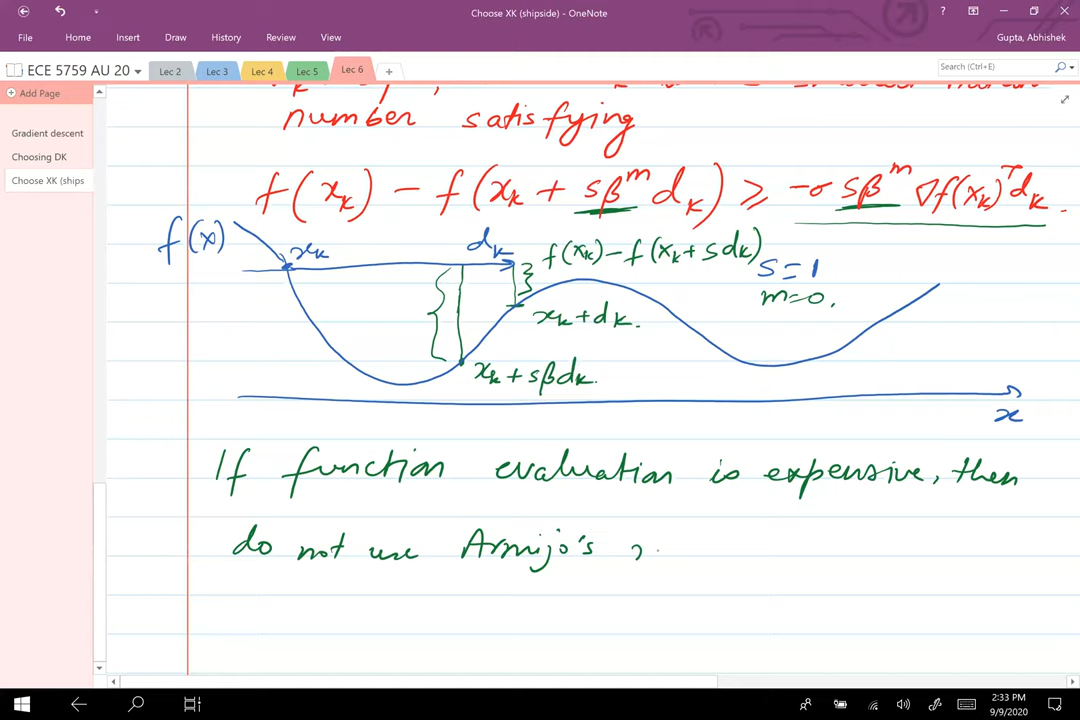 Choose XK (shipside) - OneNote
Gupta, Abhishek
File Home Insert Draw History Review View
ECE 5759 AU 20 Lec 2 Lec 3 Lec 4 Lec 5 Lec 6
Search (Ctrl+E)
Add Page
Gradient descent
Choosing DK
Choose XK (ships
number satisfying
f(x_k) - f(x_k + sβ^m d_k) ≥ -σ sβ^m ∇f(x_k)^T d_k.
f(x) x_k d_k f(x_k) - f(x_k + s d_k)
s = 1
m = 0.
x_k + d_k.
x_k + sβd_k.
x
If function evaluation is expensive, then
do not use Armijo's
2:33 PM
9/9/2020